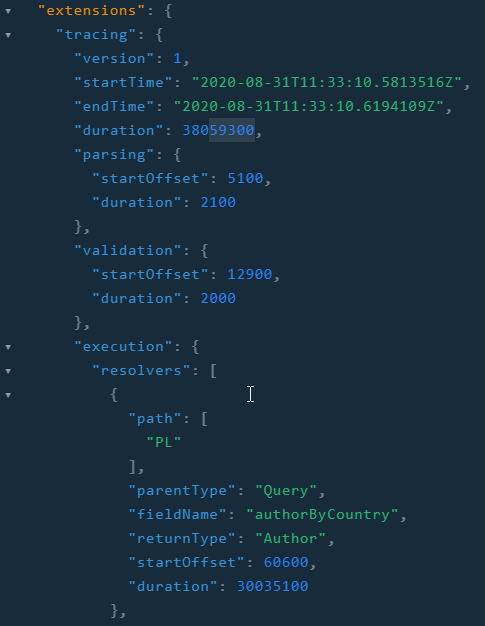 "extensions": {
"tracing": {
"version": 1,
"startTime": "2020-08-31T11:33:10.5813516Z",
"endTime": "2020-08-31T11:33:10.6194109Z",
"duration": 38059300,
"parsing": {
"startOffset": 5100,
"duration": 2100
},
"validation": {
"startOffset": 12900,
"duration": 2000
},
"execution": {
"resolvers": [
{
"path": [
"PL"
],
"parentType": "Query",
"fieldName": "authorByCountry",
"returnType": "Author",
"startOffset": 60600,
"duration": 30035100
},